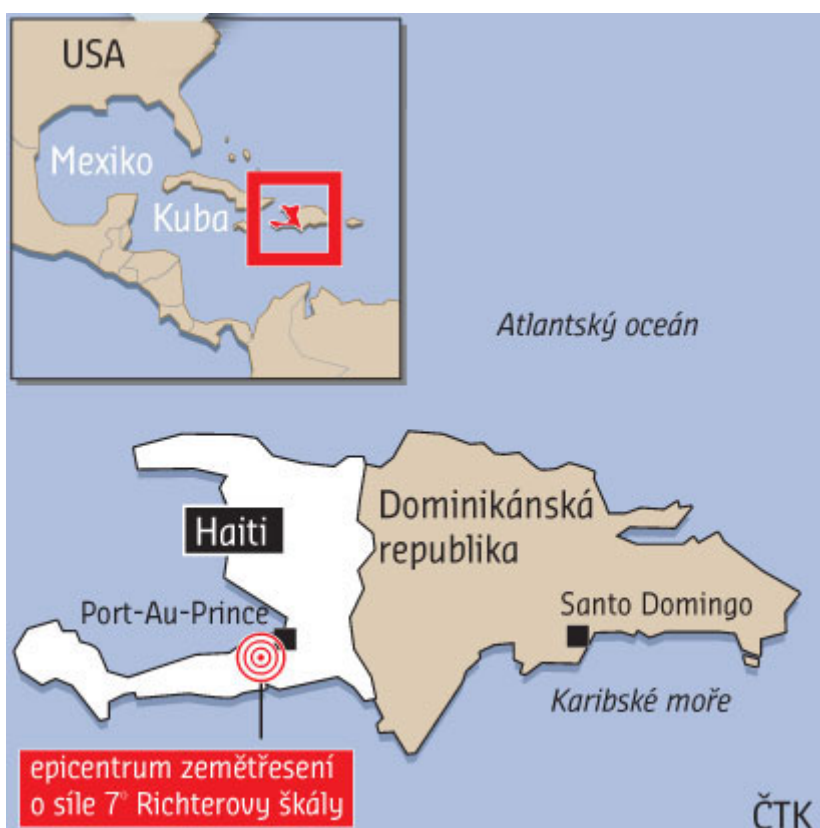 USA
Mexiko
Kuba
Atlantský oceán
Haiti
Dominikánská
republika
Port-Au-Prince
Santo Domingo
Karibské moře
epicentrum zemětřesení
o síle 7° Richterovy škály
ČTK